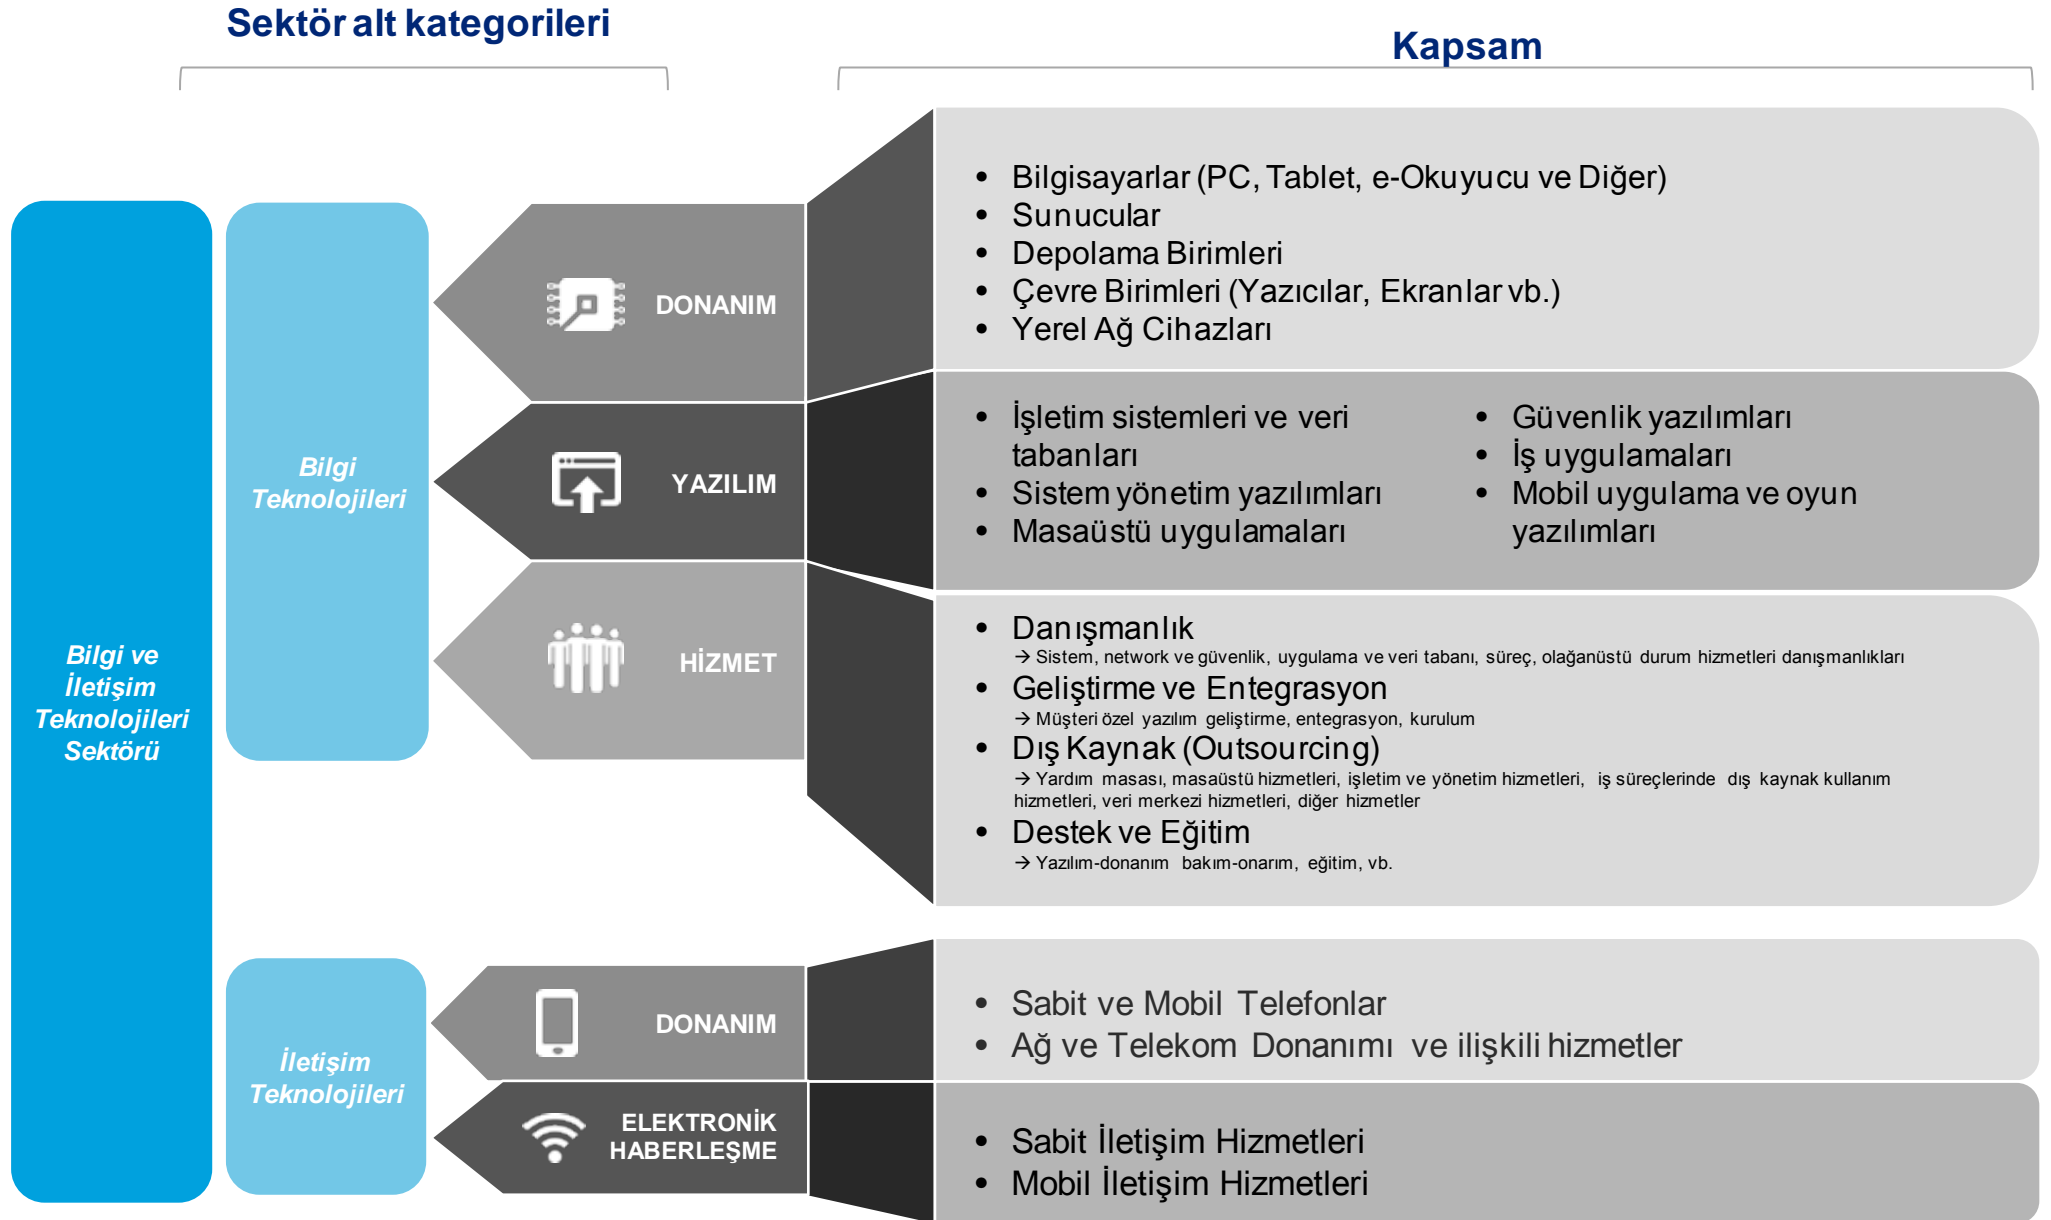 Sektör alt kategorileri
Kapsam
Bilgi ve
İletişim
Teknolojileri
Sektörü
Bilgi
Teknolojileri
DONANIM
• Bilgisayarlar (PC, Tablet, e-Okuyucu ve Diğer)
• Sunucular
• Depolama Birimleri
• Çevre Birimleri (Yazıcılar, Ekranlar vb.)
• Yerel Ağ Cihazları
YAZILIM
• İşletim sistemleri ve veri
tabanları
• Sistem yönetim yazılımları
• Masaüstü uygulamaları
• Güvenlik yazılımları
• İş uygulamaları
• Mobil uygulama ve oyun
yazılımları
HİZMET
• Danışmanlık
→ Sistem, network ve güvenlik, uygulama ve veri tabanı, süreç, olağanüstü durum hizmetleri danışmanlıkları
• Geliştirme ve Entegrasyon
→ Müşteri özel yazılım geliştirme, entegrasyon, kurulum
• Dış Kaynak (Outsourcing)
→ Yardım masası, masaüstü hizmetleri, işletim ve yönetim hizmetleri, iş süreçlerinde dış kaynak kullanım
hizmetleri, veri merkezi hizmetleri, diğer hizmetler
• Destek ve Eğitim
→ Yazılım-donanım bakım-onarım, eğitim, vb.
İletişim
Teknolojileri
DONANIM
• Sabit ve Mobil Telefonlar
• Ağ ve Telekom Donanımı ve ilişkili hizmetler
ELEKTRONİK
HABERLEŞME
• Sabit İletişim Hizmetleri
• Mobil İletişim Hizmetleri